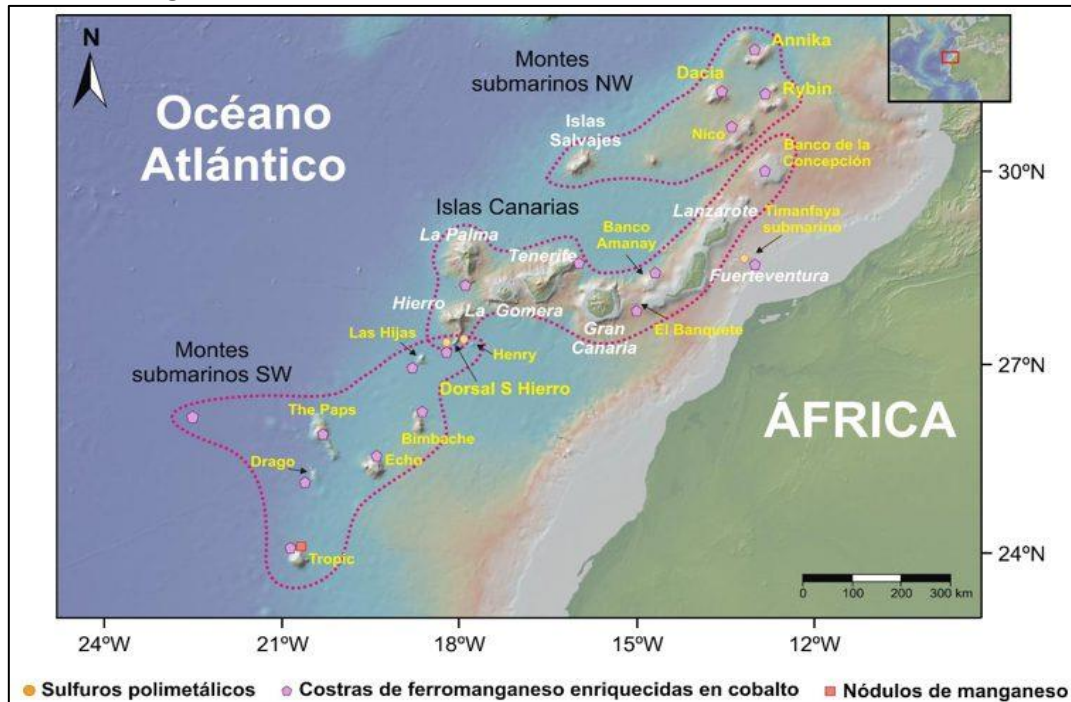 N
Montes
submarinos NW
Annika
Dacia
Rybin
Océano
Atlántico
Islas
Salvajes
Nico
Banco de la
Concepción
30ºN
Islas Canarias
Lanzarote
La Palma
Banco
Amanay
Timanfaya
submarino
Tenerife
Fuerteventura
Hierro
La Gomera
Gran
Canaria
El Banquete
Las Hijas
Henry
27ºN
Montes
submarinos SW
Dorsal S Hierro
The Paps
ÁFRICA
Bimbache
Drago
Echo
Tropic
24ºN
0 100 200 300 km
24ºW 21ºW 18ºW 15ºW 12ºW
Sulfuros polimetálicos Costras de ferromanganeso enriquecidas en cobalto Nódulos de manganeso